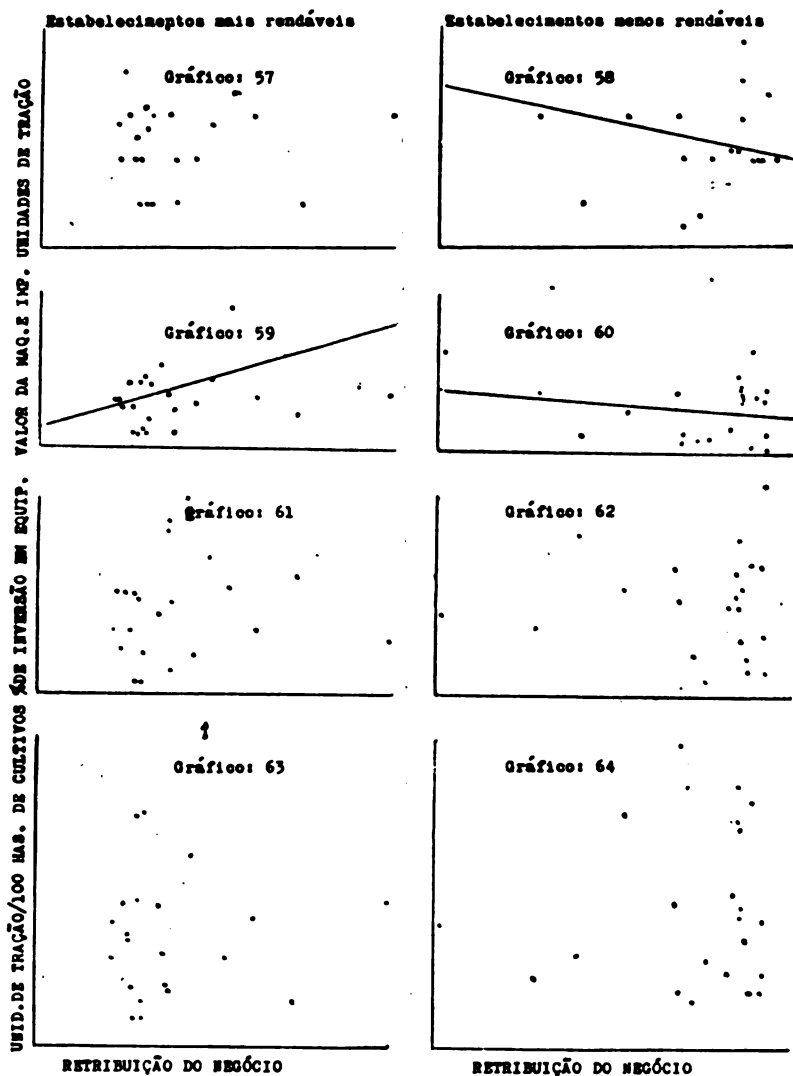 Estabelecimeptos mais rendáveis
Estabelecimentos menos rendáveis
UNIDADES DE TRAÇÃO
Gráfico: 57
Gráfico: 58
VALOR DA MAQ.E IMP.
Gráfico: 59
Gráfico: 60
%DE INVERSÃO EM EQUIP.
Gráfico: 61
Gráfico: 62
UNID.DE TRAÇÃO/100 HAS. DE CULTIVOS
Gráfico: 63
Gráfico: 64
RETRIBUIÇÃO DO NEGÓCIO
RETRIBUIÇÃO DO NEGÓCIO